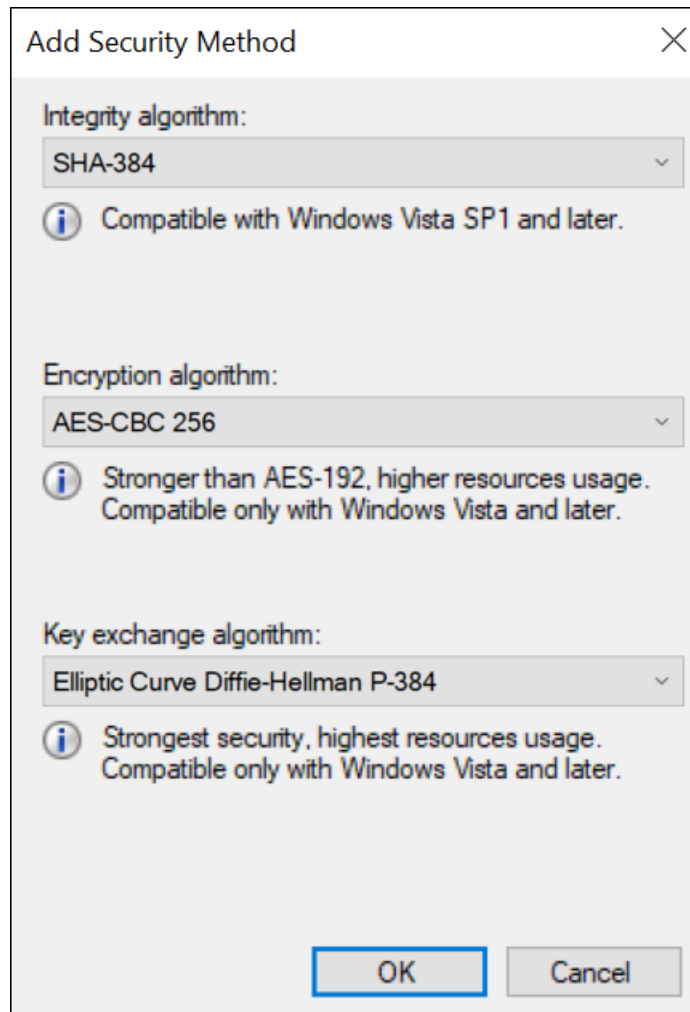 Add Security Method
Integrity algorithm:
SHA-384
Compatible with Windows Vista SP1 and later.
Encryption algorithm:
AES-CBC 256
Stronger than AES-192, higher resources usage.
Compatible only with Windows Vista and later.
Key exchange algorithm:
Elliptic Curve Diffie-Hellman P-384
Strongest security, highest resources usage.
Compatible only with Windows Vista and later.
OK Cancel